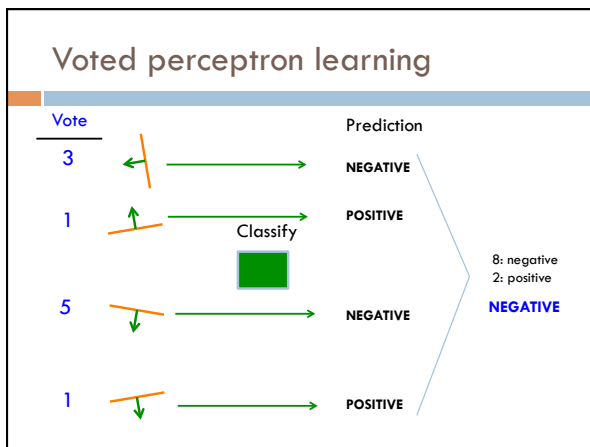 Voted perceptron learning
Vote
Prediction
3
NEGATIVE
1
POSITIVE
Classify
8: negative
2: positive
NEGATIVE
5
NEGATIVE
1
POSITIVE